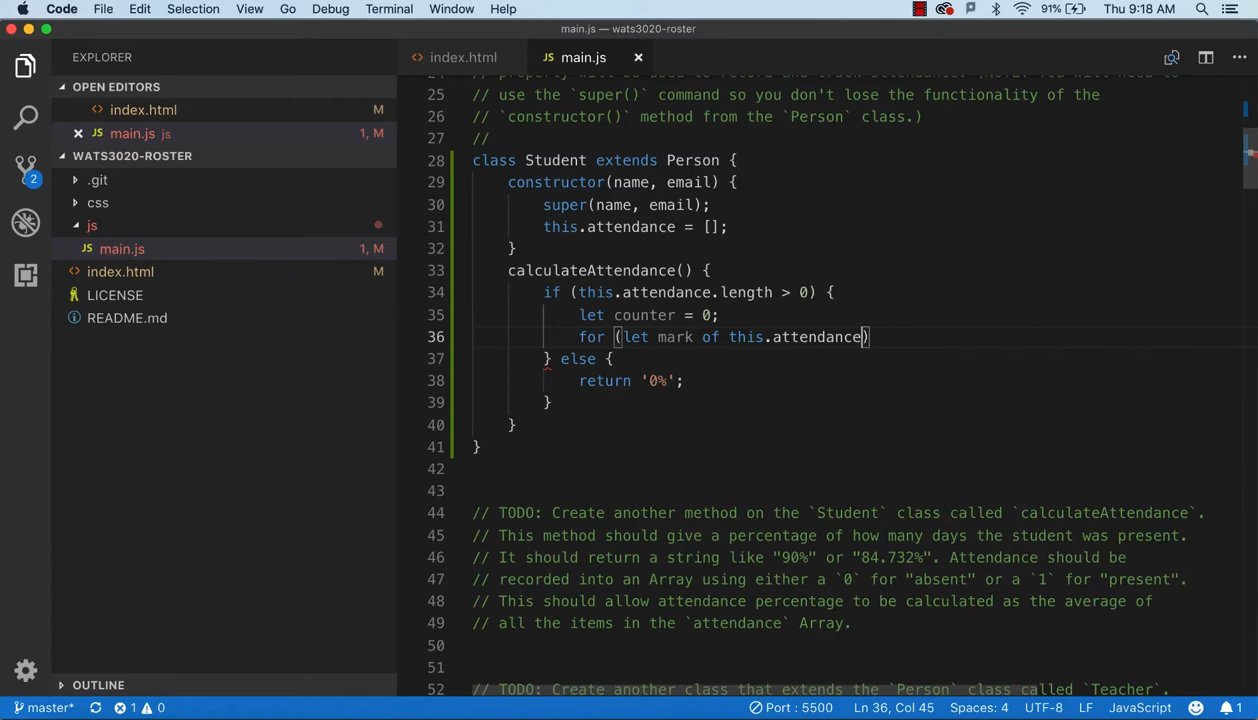 Code File Edit Selection View Go Debug Terminal Window Help 91% Thu 9:18 AM
main.js — wats3020-roster
EXPLORER
index.html
JS main.js
OPEN EDITORS
index.html M
JS main.js js 1, M
WATS3020-ROSTER
.git
css
js
JS main.js 1, M
index.html M
LICENSE
README.md
OUTLINE
25 // use the `super()` command so you don't lose the functionality of the
26 // `constructor()` method from the `Person` class.)
27 //
28 class Student extends Person {
29 constructor(name, email) {
30 super(name, email);
31 this.attendance = [];
32 }
33 calculateAttendance() {
34 if (this.attendance.length > 0) {
35 let counter = 0;
36 for (let mark of this.attendance)
37 } else {
38 return '0%';
39 }
40 }
41 }
42
43
44 // TODO: Create another method on the `Student` class called `calculateAttendance`.
45 // This method should give a percentage of how many days the student was present.
46 // It should return a string like "90%" or "84.732%". Attendance should be
47 // recorded into an Array using either a `0` for "absent" or a `1` for "present".
48 // This should allow attendance percentage to be calculated as the average of
49 // all the items in the `attendance` Array.
50
51
52 // TODO: Create another class that extends the `Person` class called `Teacher`.
2
master* 1 0 Port : 5500 Ln 36, Col 45 Spaces: 4 UTF-8 LF JavaScript 1